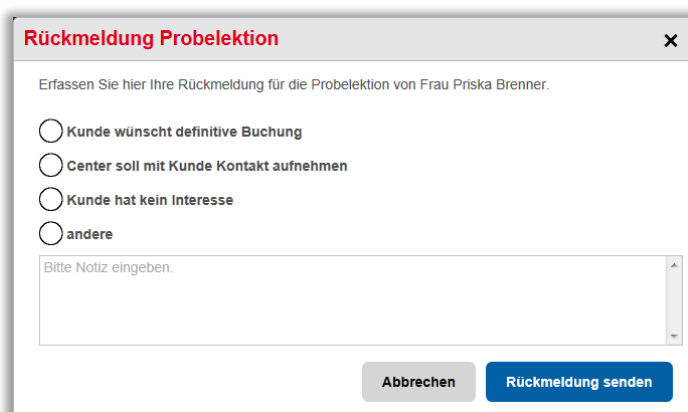 Rückmeldung Probelektion
Erfassen Sie hier Ihre Rückmeldung für die Probelektion von Frau Priska Brenner.
Kunde wünscht definitive Buchung
Center soll mit Kunde Kontakt aufnehmen
Kunde hat kein Interesse
andere
Bitte Notiz eingeben.
Abbrechen Rückmeldung senden